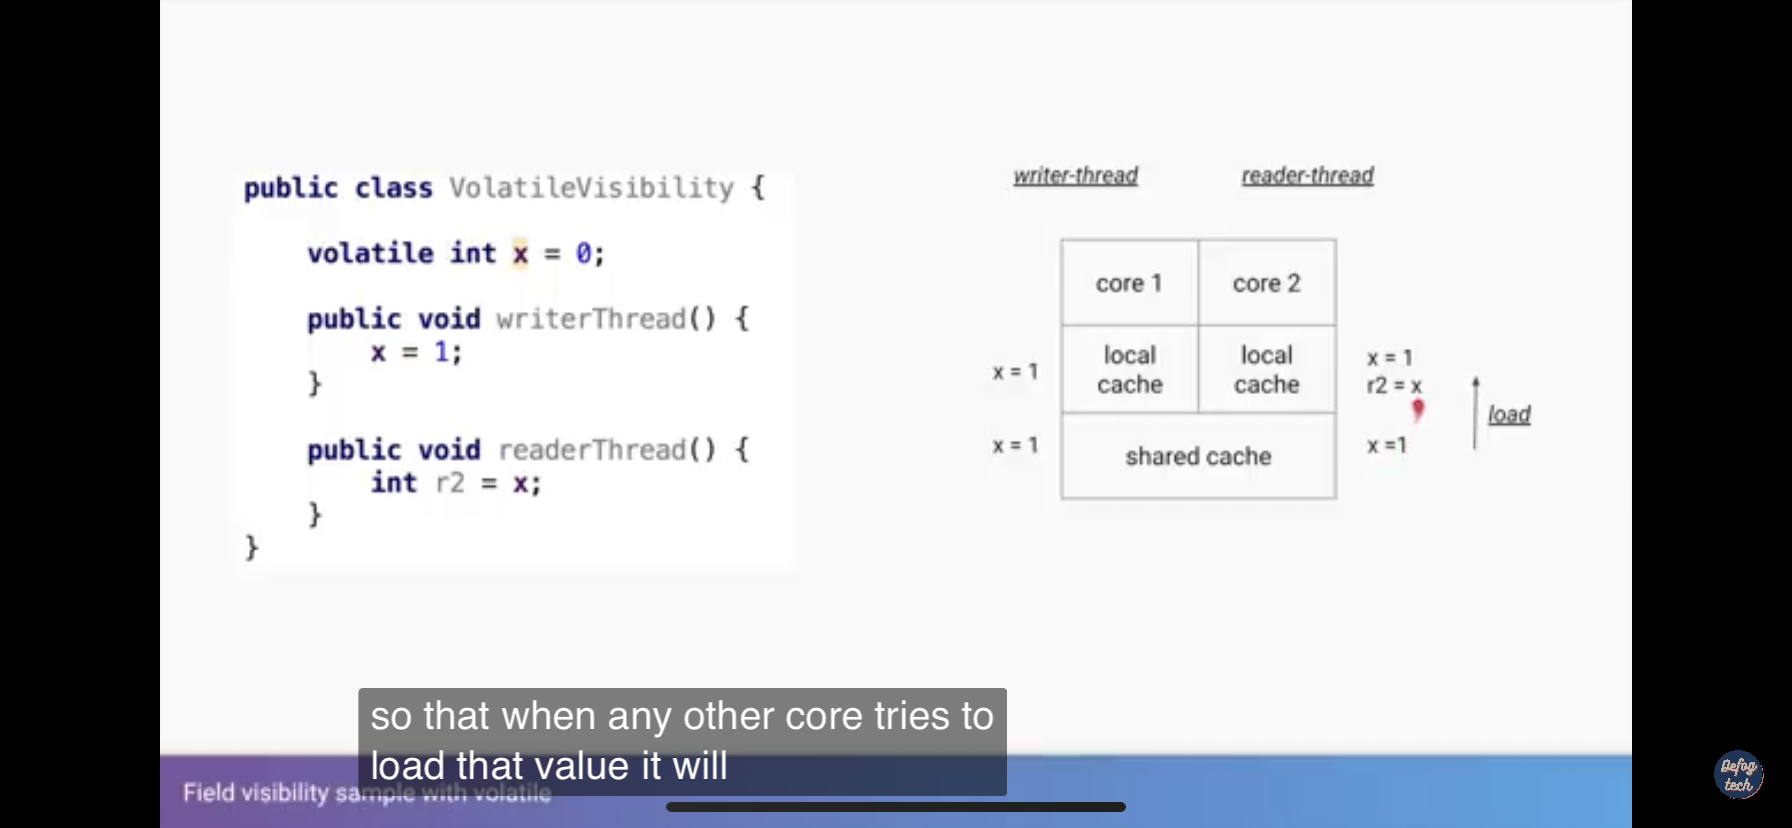 public class VolatileVisibility {
volatile int x = 0;
public void writerThread() {
x = 1;
}
public void readerThread() {
int r2 = x;
}
}
writer-thread reader-thread
core 1 core 2
local cache
local cache
x = 1
x = 1
r2 = x
load
x = 1
shared cache
x =1
so that when any other core tries to
load that value it will
Field visibility sample with volatile
Defog
tech